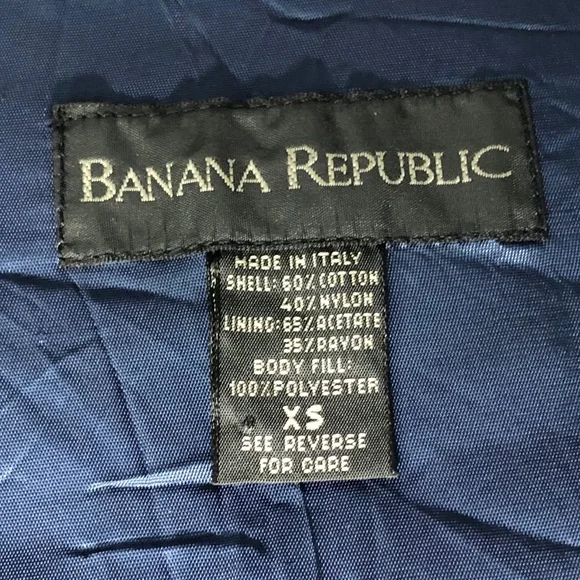 BANANA REPUBLIC
MADE IN ITALY
SHELL: 60% COTTON
40% NYLON
LINING: 65% ACETATE
35% RAYON
BODY FILL:
100% POLYESTER
XS
SEE REVERSE
FOR CARE